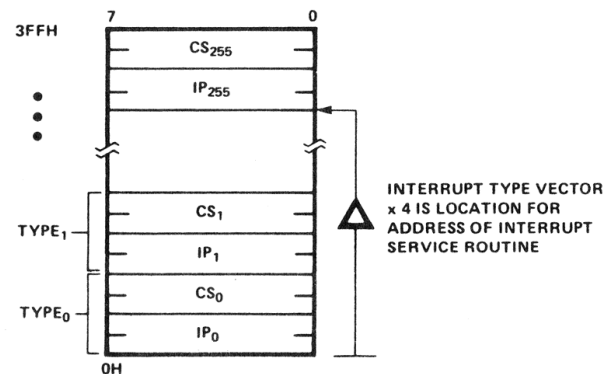 7 0
3FFH
CS255
IP255
INTERRUPT TYPE VECTOR
x 4 IS LOCATION FOR
ADDRESS OF INTERRUPT
SERVICE ROUTINE
TYPE1
CS1
IP1
TYPE0
CS0
IP0
0H